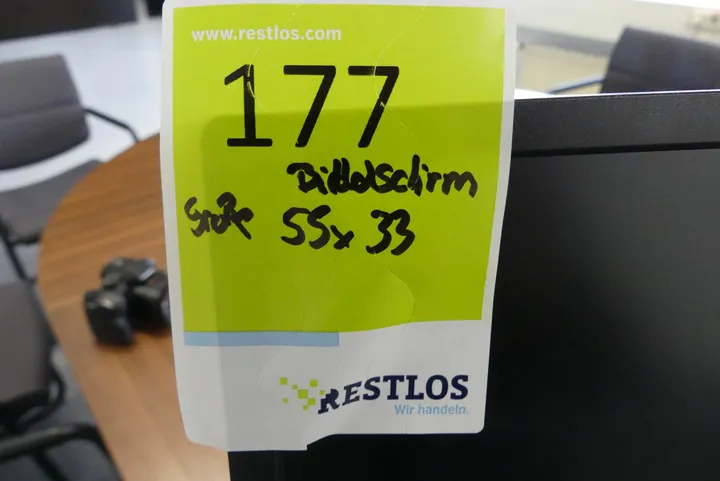 www.restlos.com
177
Bildschirm
Größe 55x33
RESTLOS
Wir handeln.